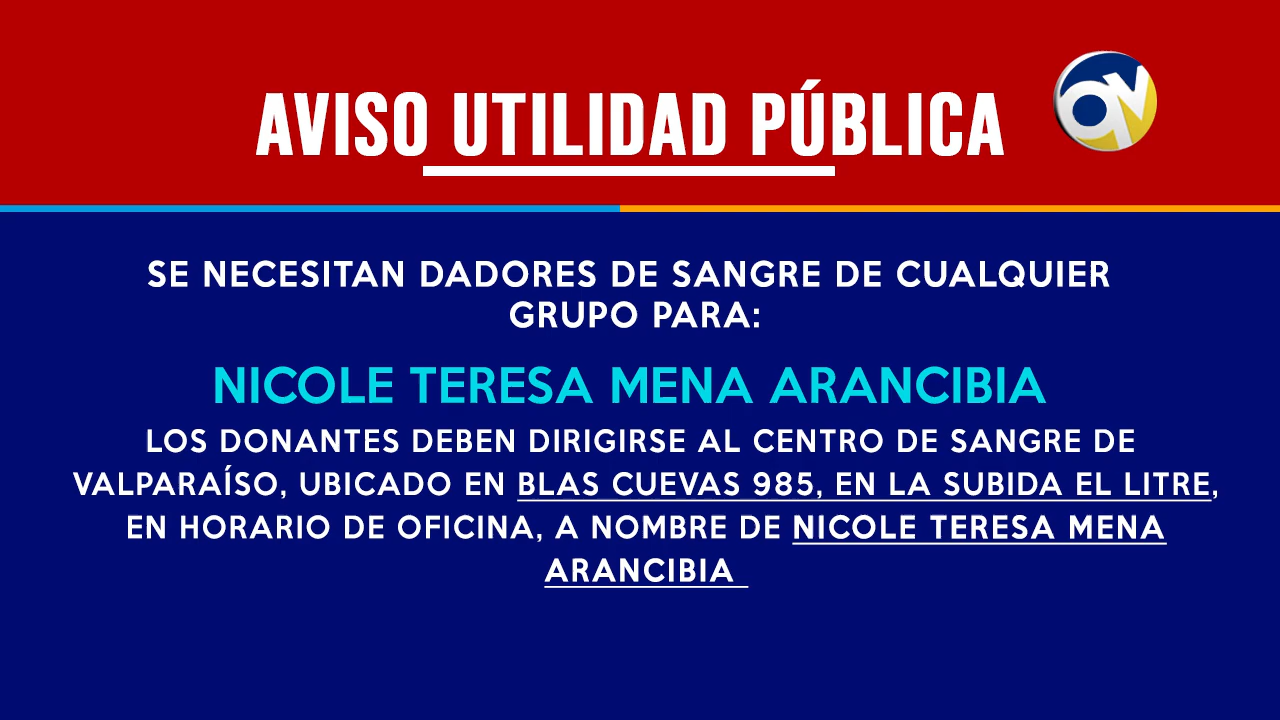 AVISO UTILIDAD PÚBLICA
SE NECESITAN DADORES DE SANGRE DE CUALQUIER
GRUPO PARA:
NICOLE TERESA MENA ARANCIBIA
LOS DONANTES DEBEN DIRIGIRSE AL CENTRO DE SANGRE DE
VALPARAÍSO, UBICADO EN BLAS CUEVAS 985, EN LA SUBIDA EL LITRE,
EN HORARIO DE OFICINA, A NOMBRE DE NICOLE TERESA MENA
ARANCIBIA